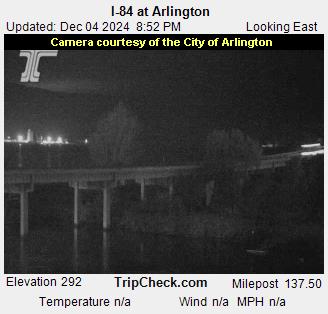 I-84 at Arlington
Updated: Dec 04 2024 8:52 PM Looking East
Camera courtesy of the City of Arlington
Elevation 292 TripCheck.com Milepost 137.50
Temperature n/a Wind n/a MPH n/a